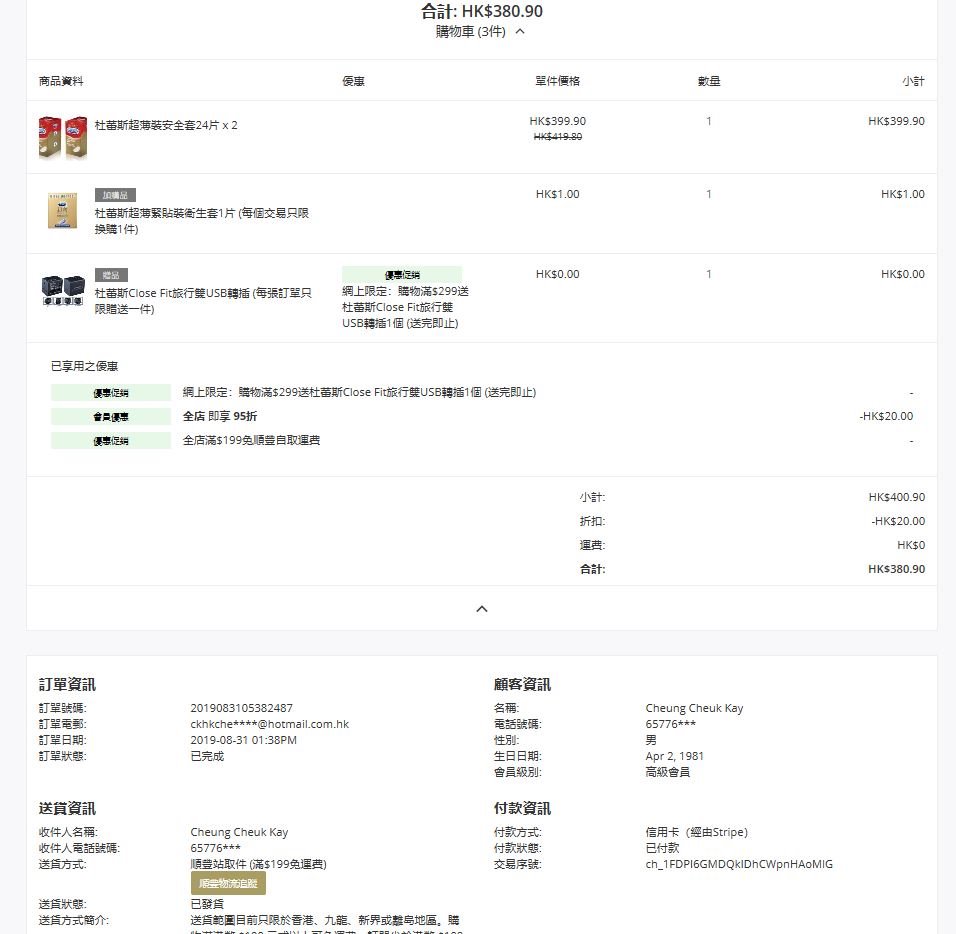 合計: HK$380.90
購物車 (3件)
商品資料 優惠 單件價格 數量 小計
杜蕾斯超薄裝安全套24片 x 2 HK$399.90 1 HK$399.90
HK$419.80
加購品 HK$1.00 1 HK$1.00
杜蕾斯超薄緊貼裝衛生套1片 (每個交易只限
換購1件)
贈品 優惠促銷 HK$0.00 1 HK$0.00
杜蕾斯Close Fit旅行雙USB轉插 (每張訂單只
限贈送一件)
網上限定：購物滿$299送
杜蕾斯Close Fit旅行雙
USB轉插1個 (送完即止)
已享用之優惠
優惠促銷 網上限定：購物滿$299送杜蕾斯Close Fit旅行雙USB轉插1個 (送完即止) -
會員優惠 全店 即享 95折 -HK$20.00
優惠促銷 全店滿$199免順豐自取運費 -
小計: HK$400.90
折扣: -HK$20.00
運費: HK$0
合計: HK$380.90
訂單資訊
訂單號碼: 2019083105382487
訂單電郵: ckhkche****@hotmail.com.hk
訂單日期: 2019-08-31 01:38PM
訂單狀態: 已完成
顧客資訊
名稱: Cheung Cheuk Kay
電話號碼: 65776***
性別: 男
生日日期: Apr 2, 1981
會員級別: 高級會員
送貨資訊
收件人名稱: Cheung Cheuk Kay
收件人電話號碼: 65776***
送貨方式: 順豐站取件 (滿$199免運費)
順豐物流追蹤
送貨狀態: 已發貨
送貨方式簡介: 送貨範圍目前只限於香港、九龍、新界或離島地區。購
付款資訊
付款方式: 信用卡（經由Stripe)
付款狀態: 已付款
交易序號: ch_1FDPI6GMDQkIDhCWpnHAoMIG